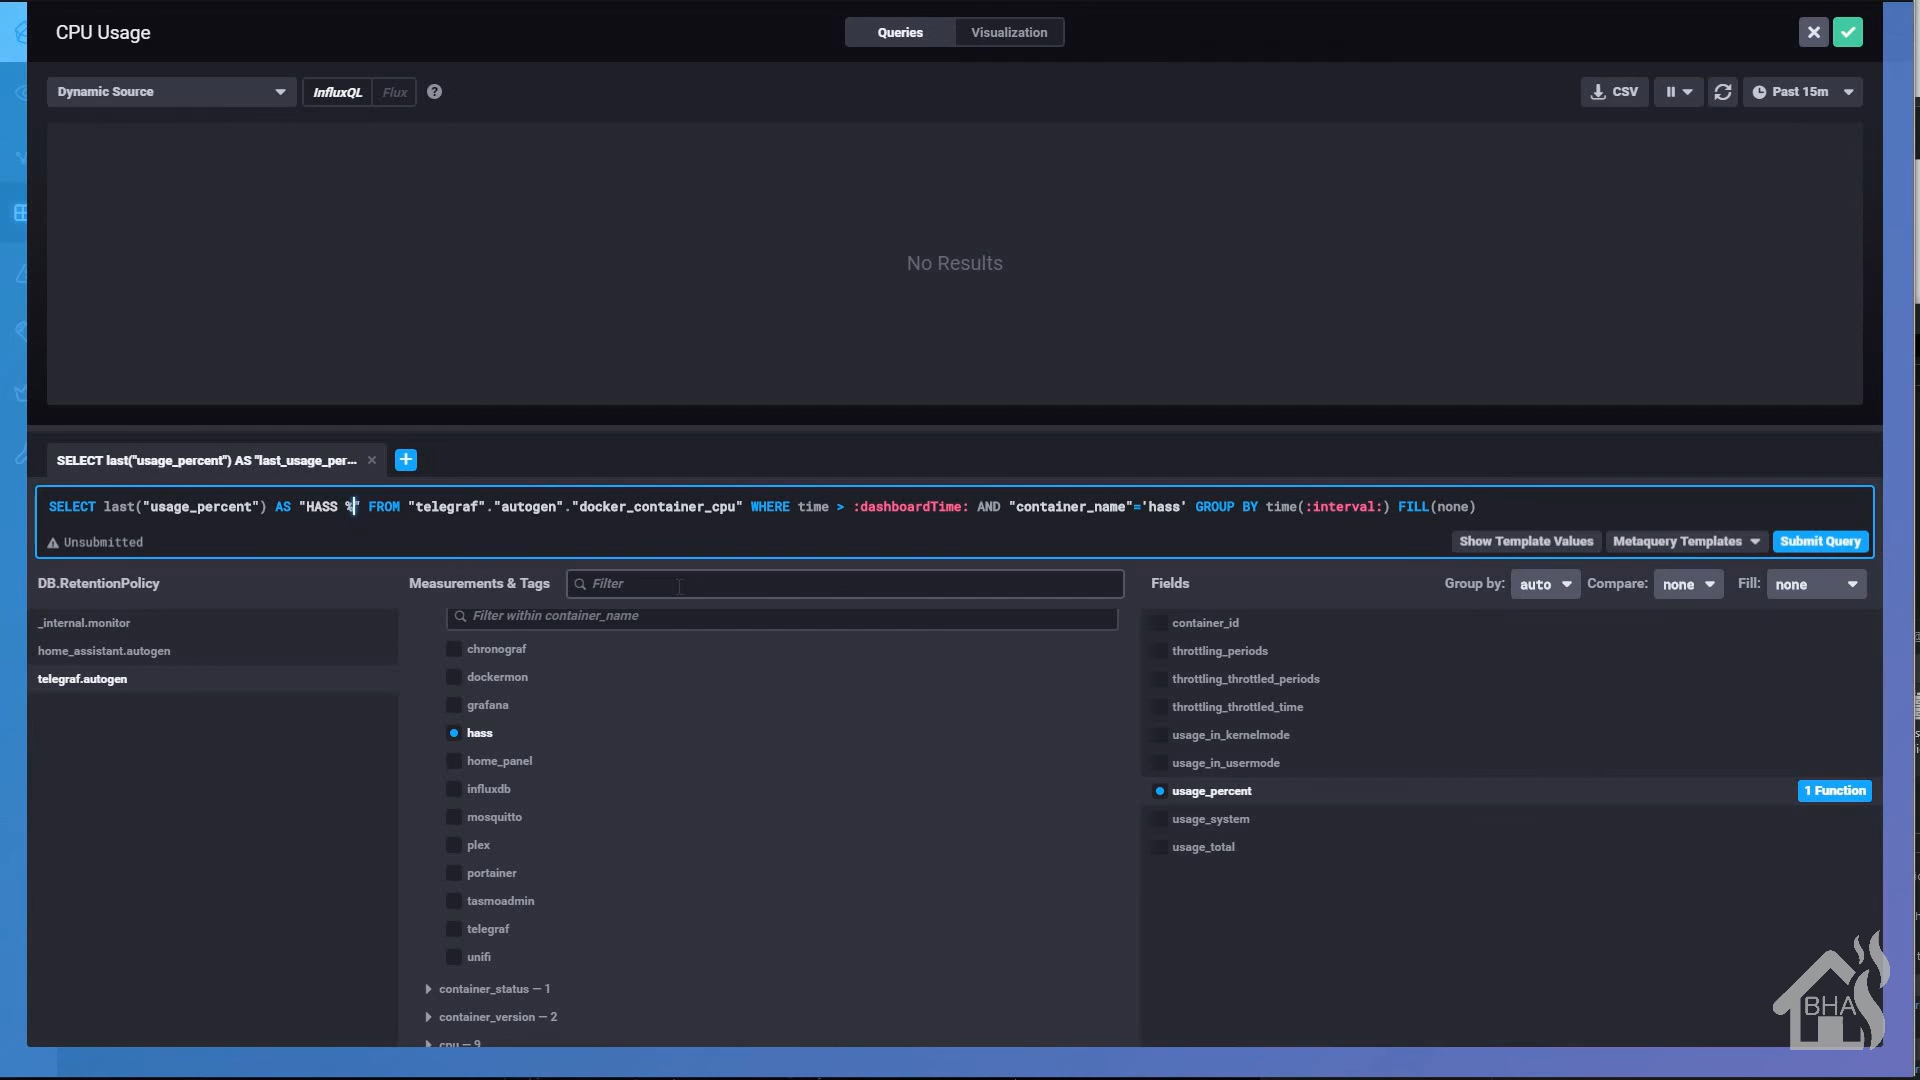 CPU Usage
Queries
Visualization
Dynamic Source
InfluxQL
Flux
?
CSV
Past 15m
No Results
SELECT last("usage_percent") AS "last_usage_per...
SELECT last("usage_percent") AS "HASS %" FROM "telegraf"."autogen"."docker_container_cpu" WHERE time > :dashboardTime: AND "container_name"='hass' GROUP BY time(:interval:) FILL(none)
Unsubmitted
Show Template Values
Metaquery Templates
Submit Query
DB.RetentionPolicy
_internal.monitor
home_assistant.autogen
telegraf.autogen
Measurements & Tags
Filter
Filter within container_name
chronograf
dockermon
grafana
hass
home_panel
influxdb
mosquitto
plex
portainer
tasmoadmin
telegraf
unifi
container_status — 1
container_version — 2
cpu — 9
Fields
Group by: auto
Compare: none
Fill: none
container_id
throttling_periods
throttling_throttled_periods
throttling_throttled_time
usage_in_kernelmode
usage_in_usermode
usage_percent
1 Function
usage_system
usage_total
BHA